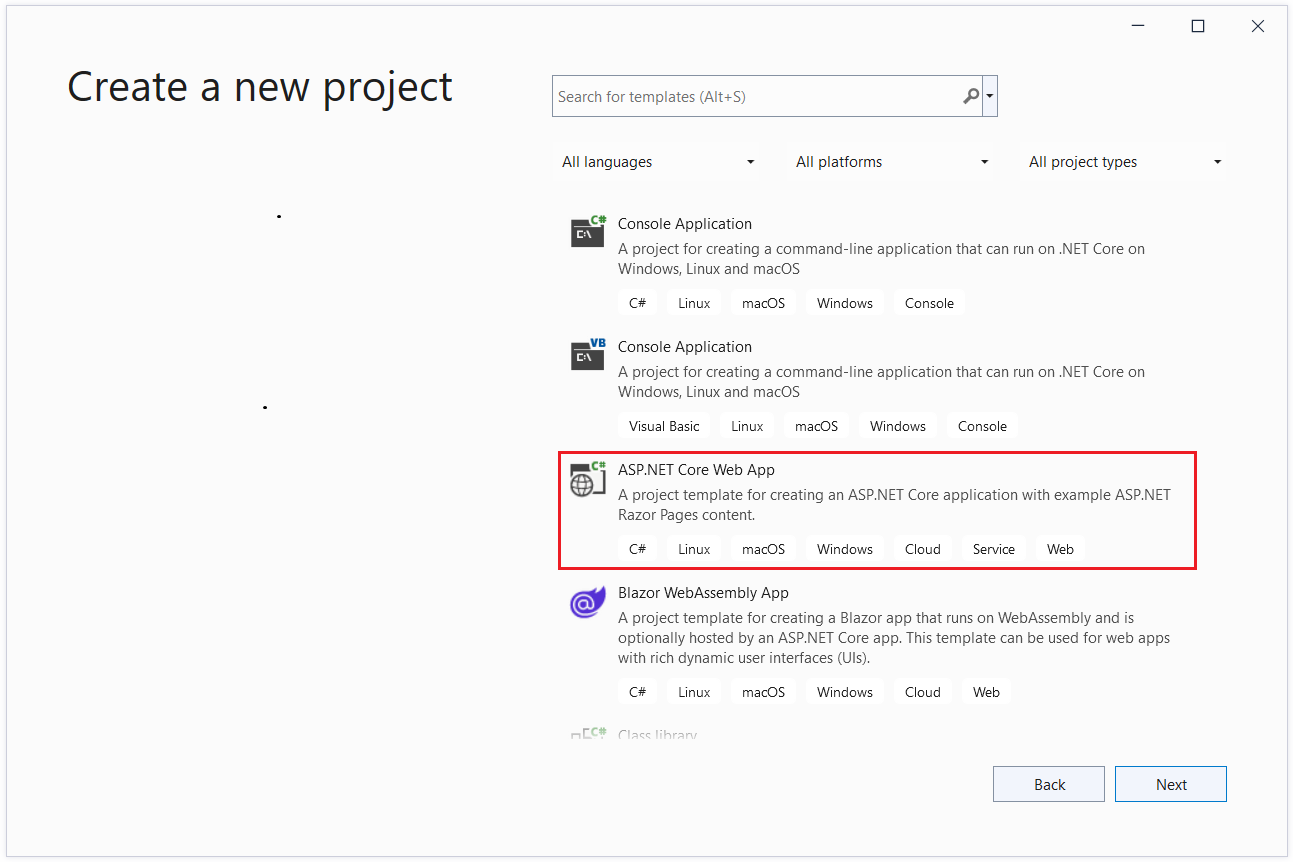 Create a new project
Search for templates (Alt+S)
All languages
All platforms
All project types
C#
C:\
Console Application
A project for creating a command-line application that can run on .NET Core on
Windows, Linux and macOS
C# Linux macOS Windows Console
VB
C:\
Console Application
A project for creating a command-line application that can run on .NET Core on
Windows, Linux and macOS
Visual Basic Linux macOS Windows Console
C#
ASP.NET Core Web App
A project template for creating an ASP.NET Core application with example ASP.NET
Razor Pages content.
C# Linux macOS Windows Cloud Service Web
@
Blazor WebAssembly App
A project template for creating a Blazor app that runs on WebAssembly and is
optionally hosted by an ASP.NET Core app. This template can be used for web apps
with rich dynamic user interfaces (UIs).
C# Linux macOS Windows Cloud Web
C#
Class library
Back
Next